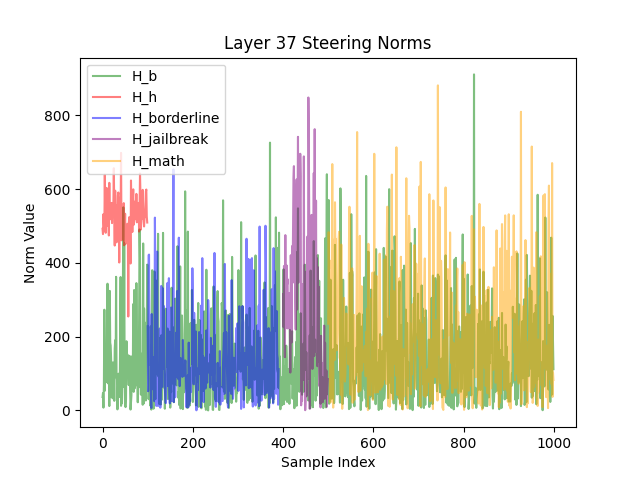 Layer 37 Steering Norms
H_b
H_h
H_borderline
H_jailbreak
H_math
Norm Value
800
600
400
200
0
0
200
400
600
800
1000
Sample Index